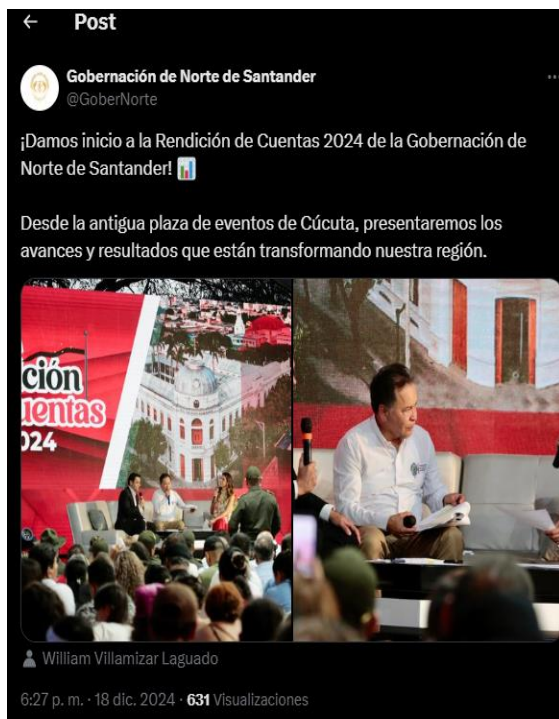 Post
Gobernación de Norte de Santander
@GoberNorte
¡Damos inicio a la Rendición de Cuentas 2024 de la Gobernación de
Norte de Santander! 📊
Desde la antigua plaza de eventos de Cúcuta, presentaremos los
avances y resultados que están transformando nuestra región.
ción
uentas
024
William Villamizar Laguado
6:27 p. m. · 18 dic. 2024 · 631 Visualizaciones